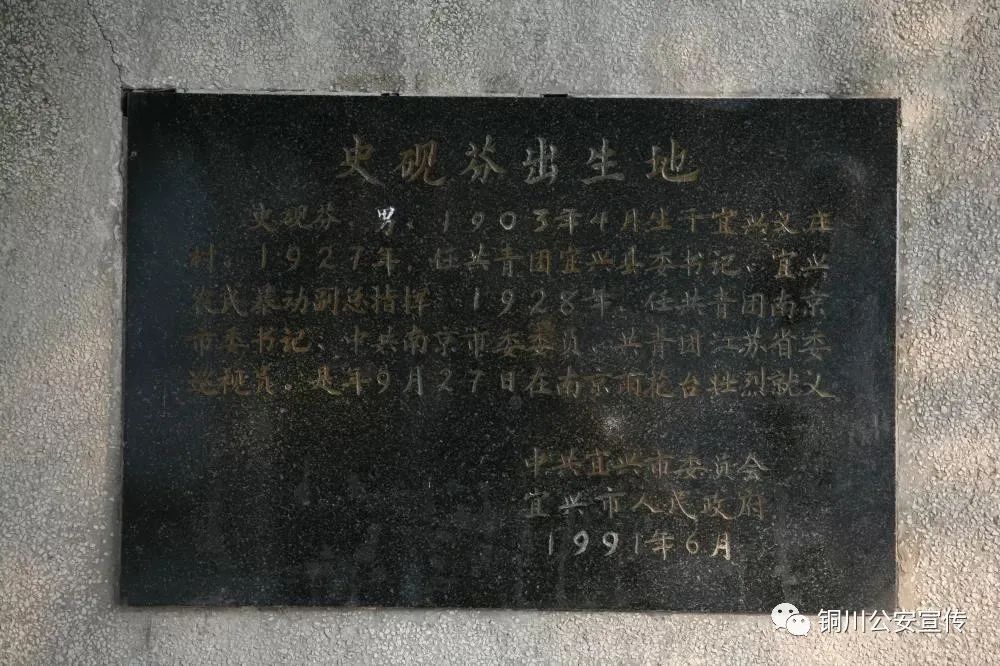 史砚芬出生地
史砚芬、男、1903年4月生于宜兴义庄
村。1927年，任共青团宜兴县委书记、宜兴
农民暴动副总指挥 1928年，任共青团南京
市委书记、中共南京市委委员、共青团江苏省委
巡视员。是年9月27日在南京雨花台壮烈就义
中共宜兴市委员会
宜兴市人民政府
1991年6月
铜川公安宣传